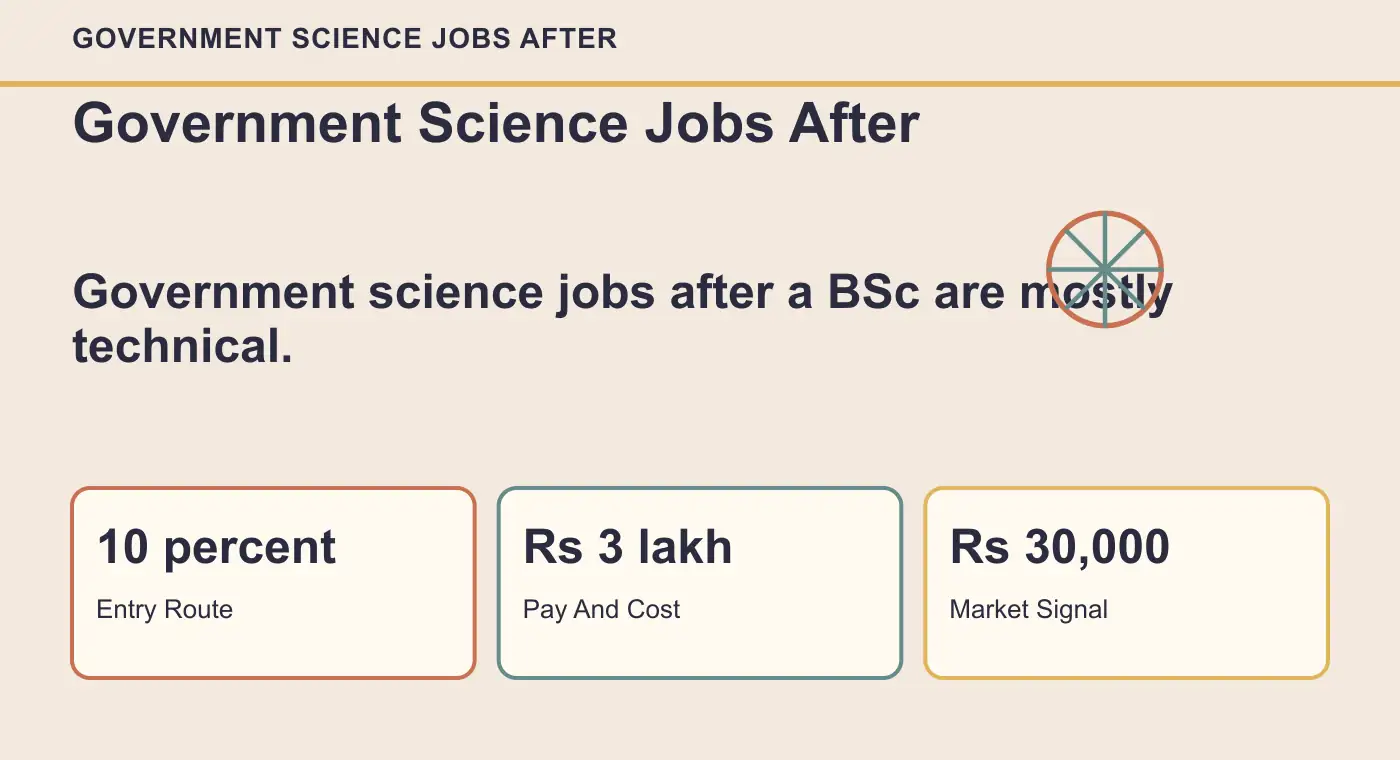 GOVERNMENT SCIENCE JOBS AFTER
Government Science Jobs After
Government science jobs after a BSc are mostly
technical.
10 percent
Entry Route
Rs 3 lakh
Pay And Cost
Rs 30,000
Market Signal